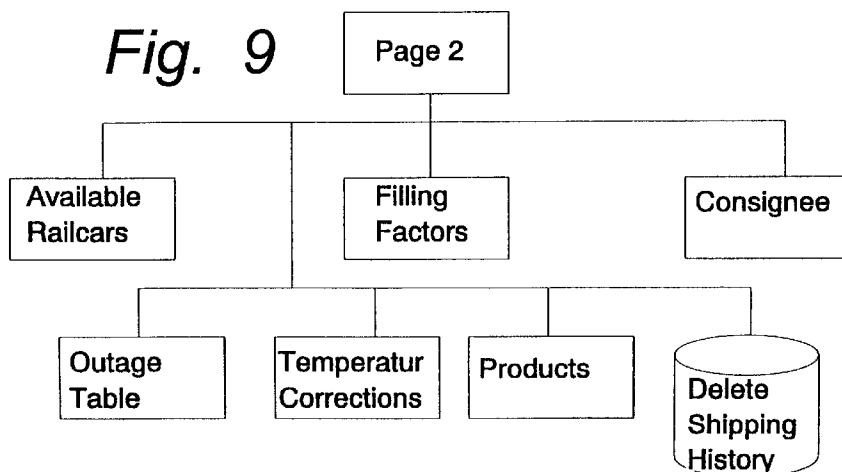 Fig. 9
Page 2
Available
Railcars
Filling
Factors
Consignee
Outage
Table
Temperatur
Corrections
Products
Delete
Shipping
History